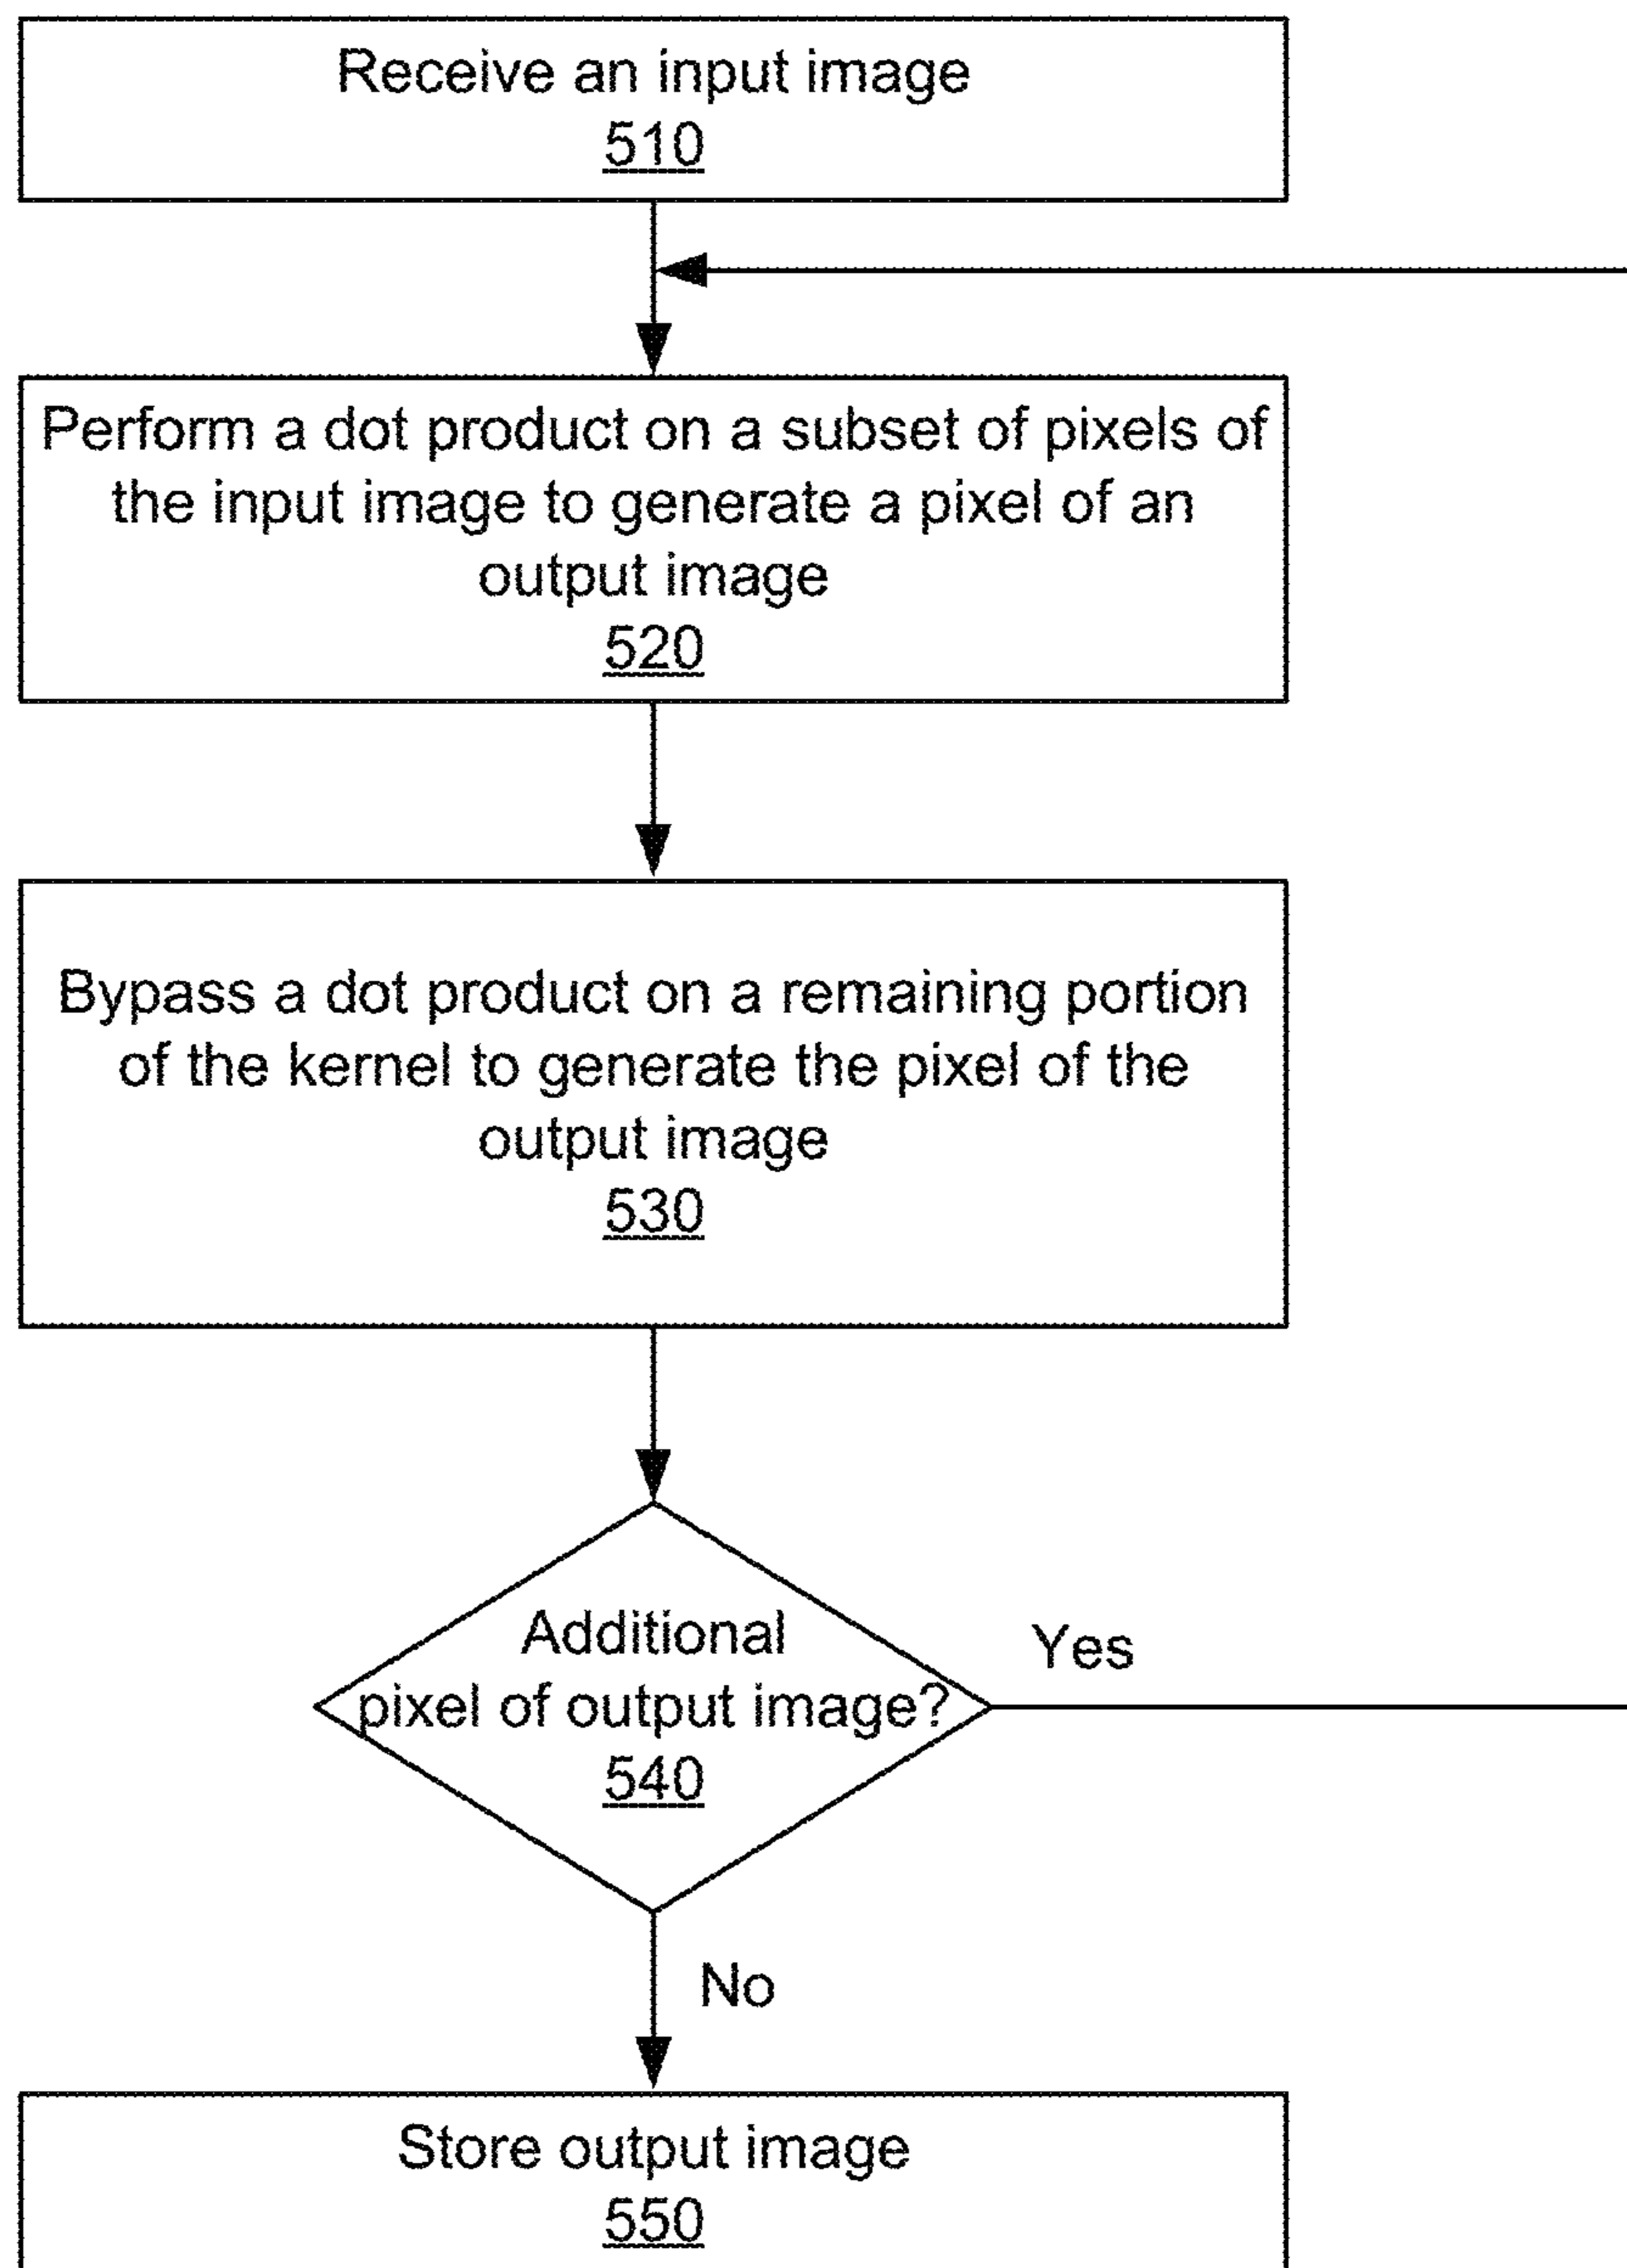 Receive an input image
510
Perform a dot product on a subset of pixels of
the input image to generate a pixel of an
output image
520
Bypass a dot product on a remaining portion
of the kernel to generate the pixel of the
output image
530
Additional
pixel of output image?
540
Yes
No
Store output image
550